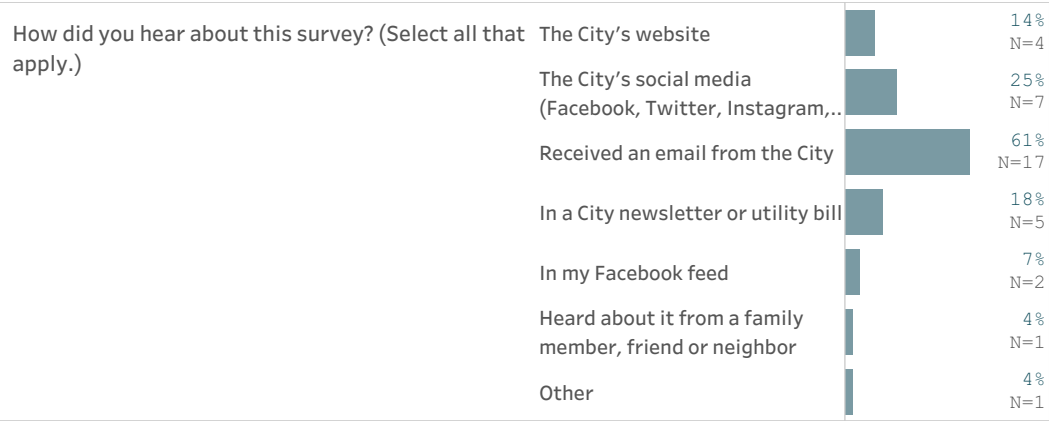 How did you hear about this survey? (Select all that
apply.)
The City’s website
14%
N=4
The City’s social media
(Facebook, Twitter, Instagram,..
25%
N=7
Received an email from the City
61%
N=17
In a City newsletter or utility bill
18%
N=5
In my Facebook feed
7%
N=2
Heard about it from a family
member, friend or neighbor
4%
N=1
Other
4%
N=1